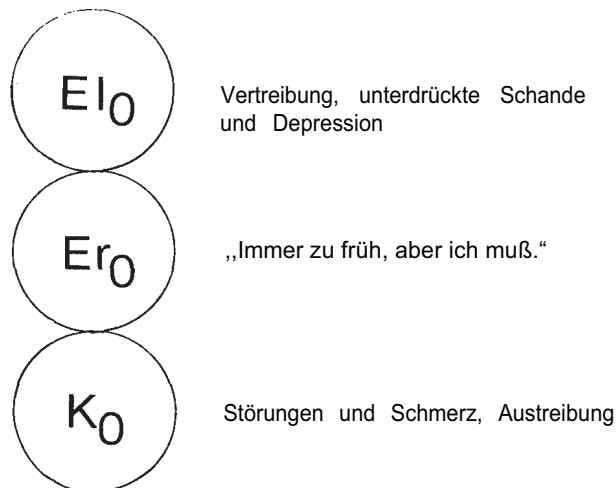 El₀
Vertreibung, unterdrückte Schande
und Depression
Er₀
,,Immer zu früh, aber ich muß.“
K₀
Störungen und Schmerz, Austreibung